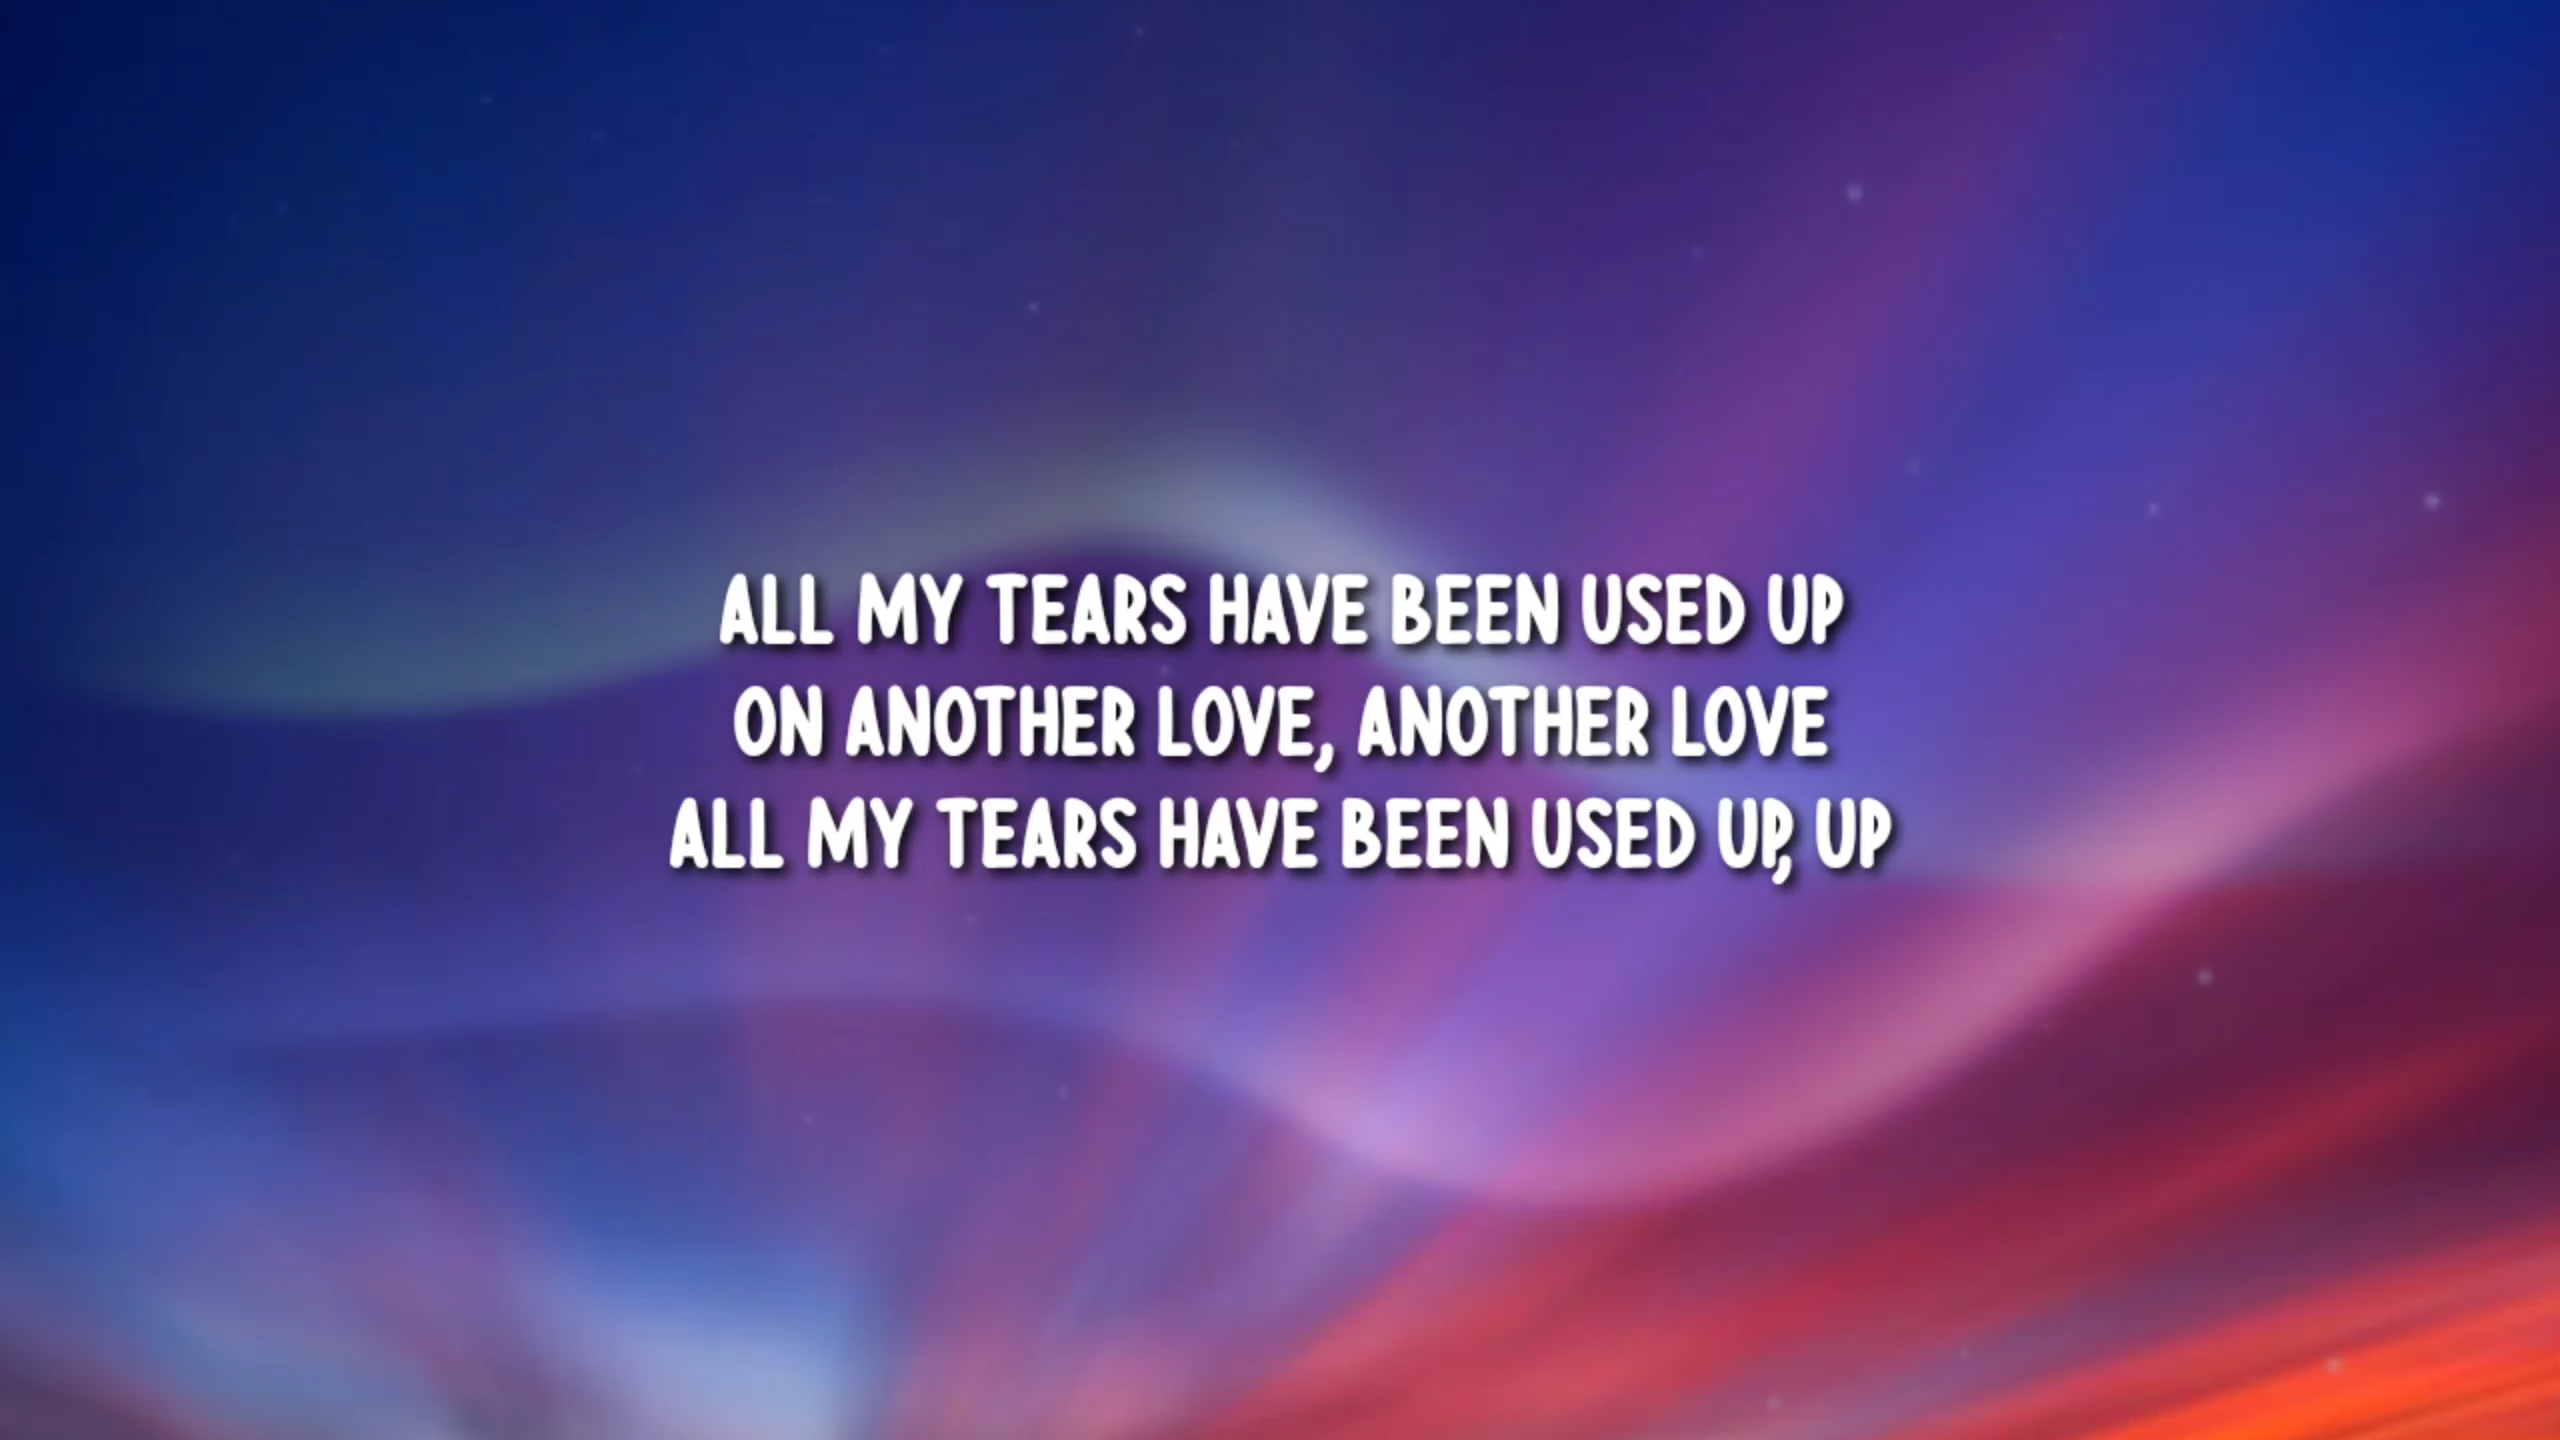 ALL MY TEARS HAVE BEEN USED UP
ON ANOTHER LOVE, ANOTHER LOVE
ALL MY TEARS HAVE BEEN USED UP, UP